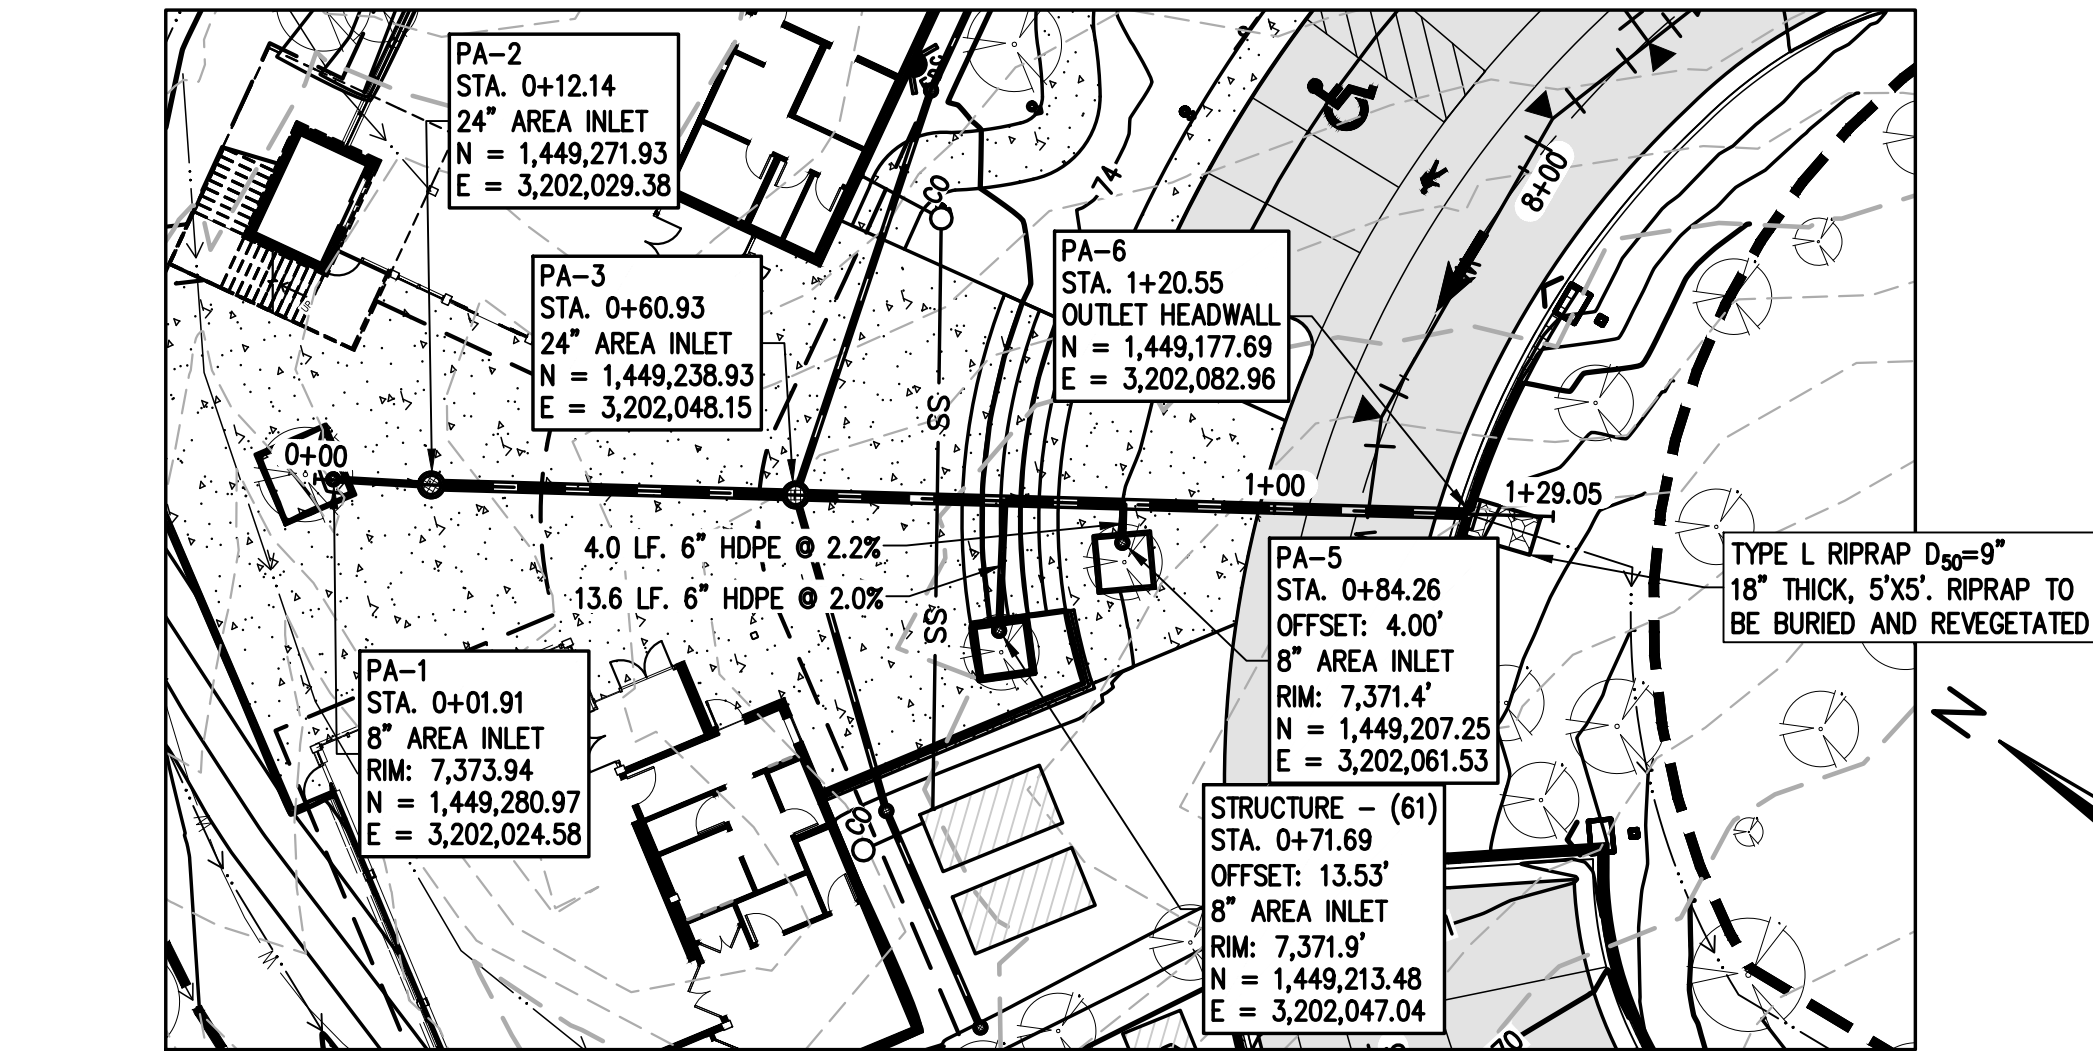 PA-2
STA. 0+12.14
24" AREA INLET
N = 1,449,271.93
E = 3,202,029.38
CO
74
8+00
PA-3
STA. 0+60.93
24" AREA INLET
N = 1,449,238.93
E = 3,202,048.15
PA-6
STA. 1+20.55
OUTLET HEADWALL
N = 1,449,177.69
E = 3,202,082.96
SS
0+00
1+00
1+29.05
4.0 LF. 6" HDPE @ 2.2%
13.6 LF. 6" HDPE @ 2.0%
SS
PA-5
STA. 0+84.26
OFFSET: 4.00'
8" AREA INLET
RIM: 7,371.4'
N = 1,449,207.25
E = 3,202,061.53
TYPE L RIPRAP D50=9"
18" THICK, 5'X5'. RIPRAP TO
BE BURIED AND REVEGETATED
PA-1
STA. 0+01.91
8" AREA INLET
RIM: 7,373.94
N = 1,449,280.97
E = 3,202,024.58
N
CO
STRUCTURE - (61)
STA. 0+71.69
OFFSET: 13.53'
8" AREA INLET
RIM: 7,371.9'
N = 1,449,213.48
E = 3,202,047.04
70